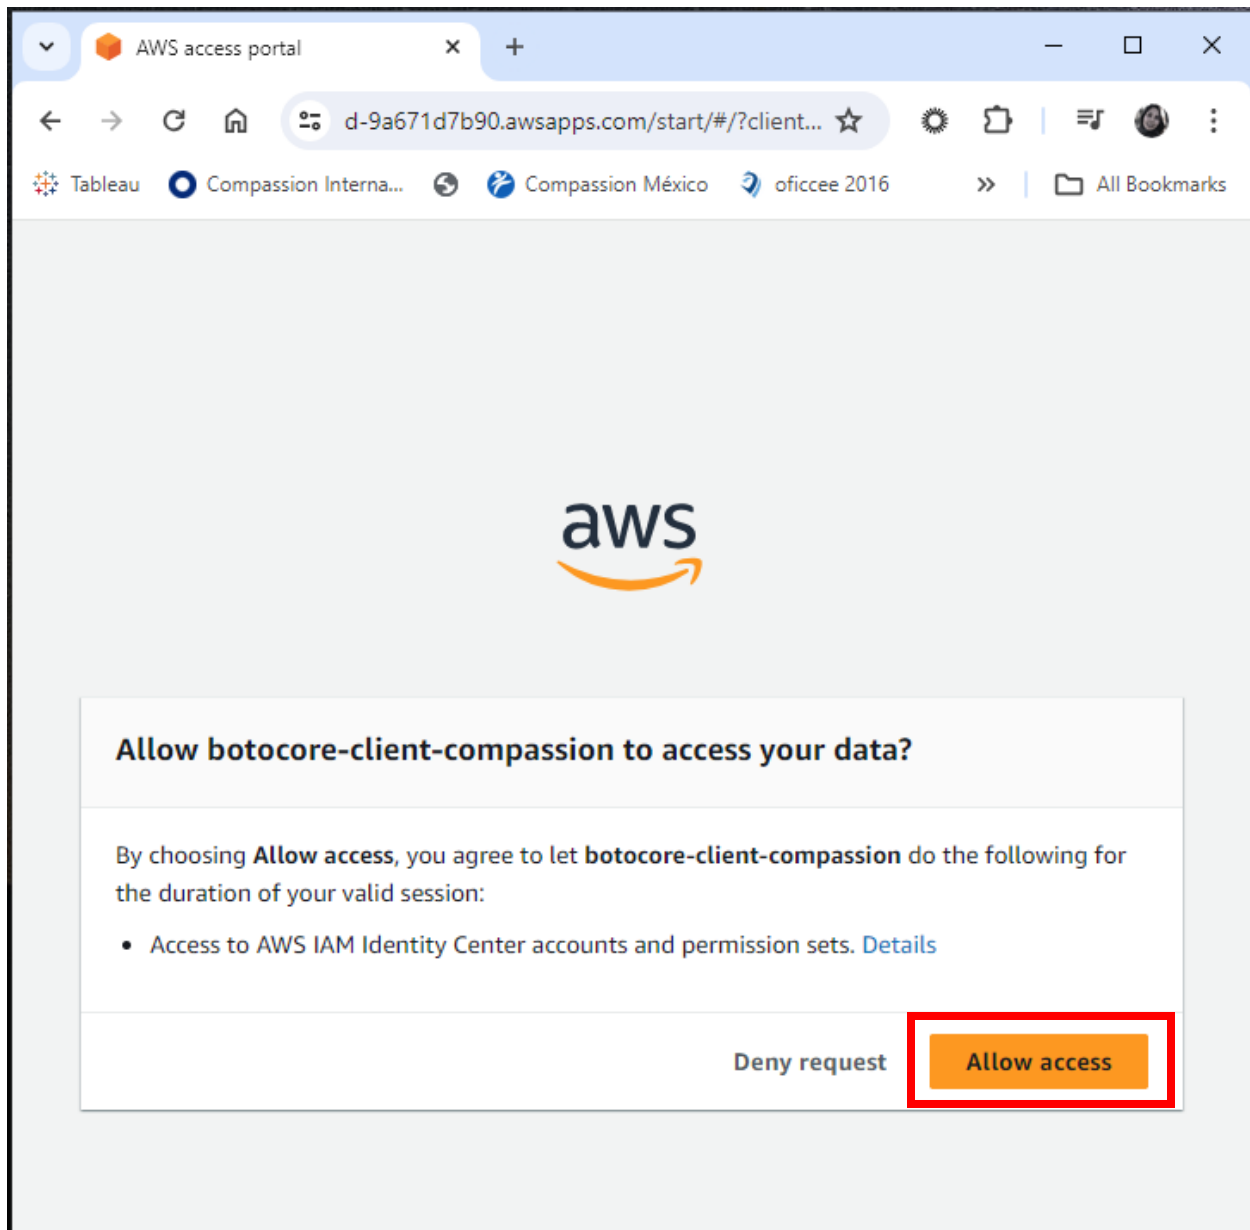 AWS access portal
d-9a671d7b90.awsapps.com/start/#/?client...
Tableau Compassion Interna... Compassion México oficcee 2016 All Bookmarks
aws
Allow botocore-client-compassion to access your data?
By choosing Allow access, you agree to let botocore-client-compassion do the following for
the duration of your valid session:
• Access to AWS IAM Identity Center accounts and permission sets. Details
Deny request Allow access